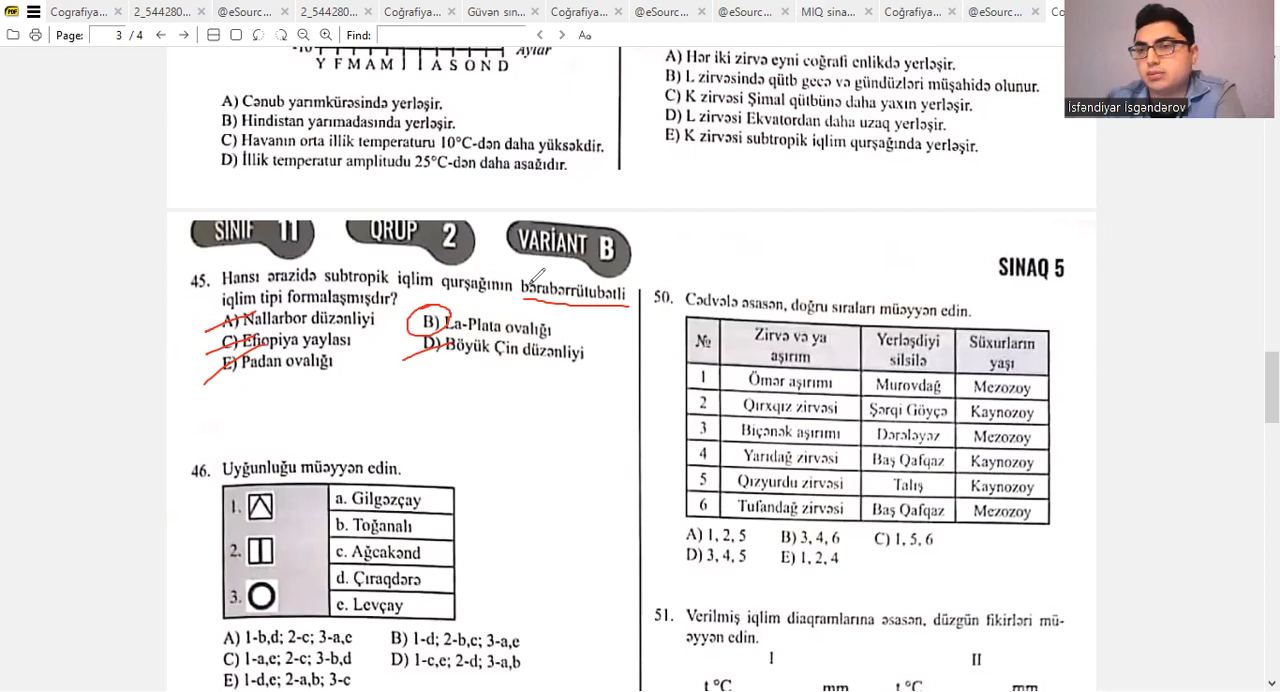 Cografiya...
2_544280...
@eSourc...
2_544280...
Coğrafiya...
Güvən sın...
Coğrafiya...
@eSourc...
@eSourc...
MIQ sina...
Coğrafiya...
@eSourc...
Co
Page: 3 / 4
Find:
Aylar
Y F M A M I I A S O N D
A) Cənub yarımkürəsində yerləşir.
B) Hindistan yarımadasında yerləşir.
C) Havanın orta illik temperaturu 10°C-dən daha yüksəkdir.
D) İllik temperatur amplitudu 25°C-dən daha aşağıdır.
A) Hər iki zirvə eyni coğrafi enlikdə yerləşir.
B) L zirvəsində qütb gecə və gündüzləri müşahidə olunur.
C) K zirvəsi Şimal qütbünə daha yaxın yerləşir.
D) L zirvəsi Ekvatordan daha uzaq yerləşir.
E) K zirvəsi subtropik iqlim qurşağında yerləşir.
İsfəndiyar İsgəndərov
SINIF 11
QRUP 2
VARİANT B
SINAQ 5
45. Hansı ərazidə subtropik iqlim qurşağının bərabərrütubətli
iqlim tipi formalaşmışdır?
A) Nallarbor düzənliyi
B) La-Plata ovalığı
C) Efiopiya yaylası
D) Böyük Çin düzənliyi
E) Padan ovalığı
46. Uyğunluğu müəyyən edin.
1.
2.
3.
a. Gilgəzçay
b. Toğanalı
c. Ağcakənd
d. Çıraqdərə
e. Levçay
A) 1-b,d; 2-c; 3-a,e
B) 1-d; 2-b,c; 3-a,e
C) 1-a,e; 2-c; 3-b,d
D) 1-c,e; 2-d; 3-a,b
E) 1-d,e; 2-a,b; 3-c
50. Cədvələ əsasən, doğru sıraları müəyyən edin.
№ Zirvə və ya aşırım Yerləşdiyi silsilə Süxurların yaşı
1 Ömər aşırımı Murovdağ Mezozoy
2 Qırxqız zirvəsi Şərqi Göyçə Kaynozoy
3 Biçənək aşırımı Dərələyəz Mezozoy
4 Yarıdağ zirvəsi Baş Qafqaz Kaynozoy
5 Qızyurdu zirvəsi Talış Kaynozoy
6 Tufandağ zirvəsi Baş Qafqaz Mezozoy
A) 1, 2, 5 B) 3, 4, 6 C) 1, 5, 6
D) 3, 4, 5 E) 1, 2, 4
51. Verilmiş iqlim diaqramlarına əsasən, düzgün fikirləri mü-
əyyən edin.
I II
t°C mm t°C mm